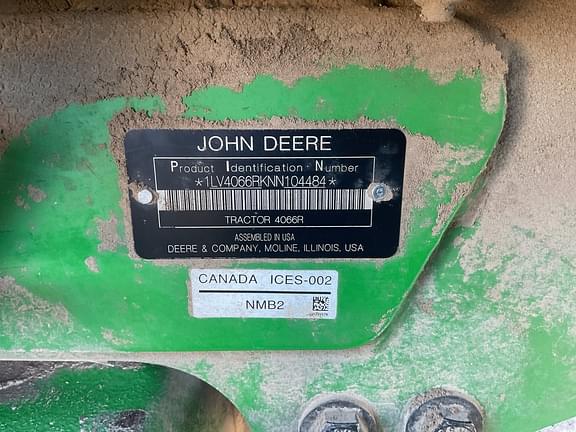 JOHN DEERE
Product Identification Number
*1LV4066RKNN104484*
TRACTOR 4066R
ASSEMBLED IN USA
DEERE & COMPANY, MOLINE, ILLINOIS, USA
CANADA ICES-002
NMB2